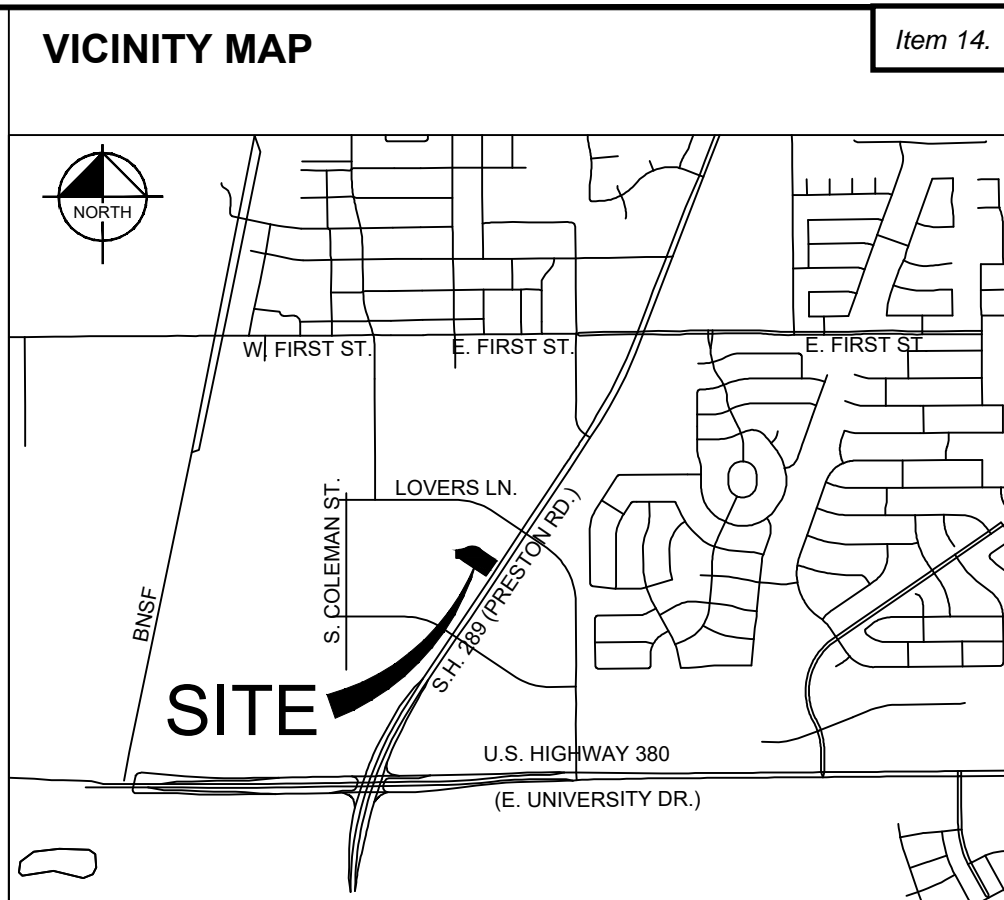 VICINITY MAP
Item 14.
NORTH
W. FIRST ST.
E. FIRST ST.
E. FIRST ST
LOVERS LN.
S. COLEMAN ST.
S.H. 289 (PRESTON RD.)
BNSF
SITE
U.S. HIGHWAY 380
(E. UNIVERSITY DR.)